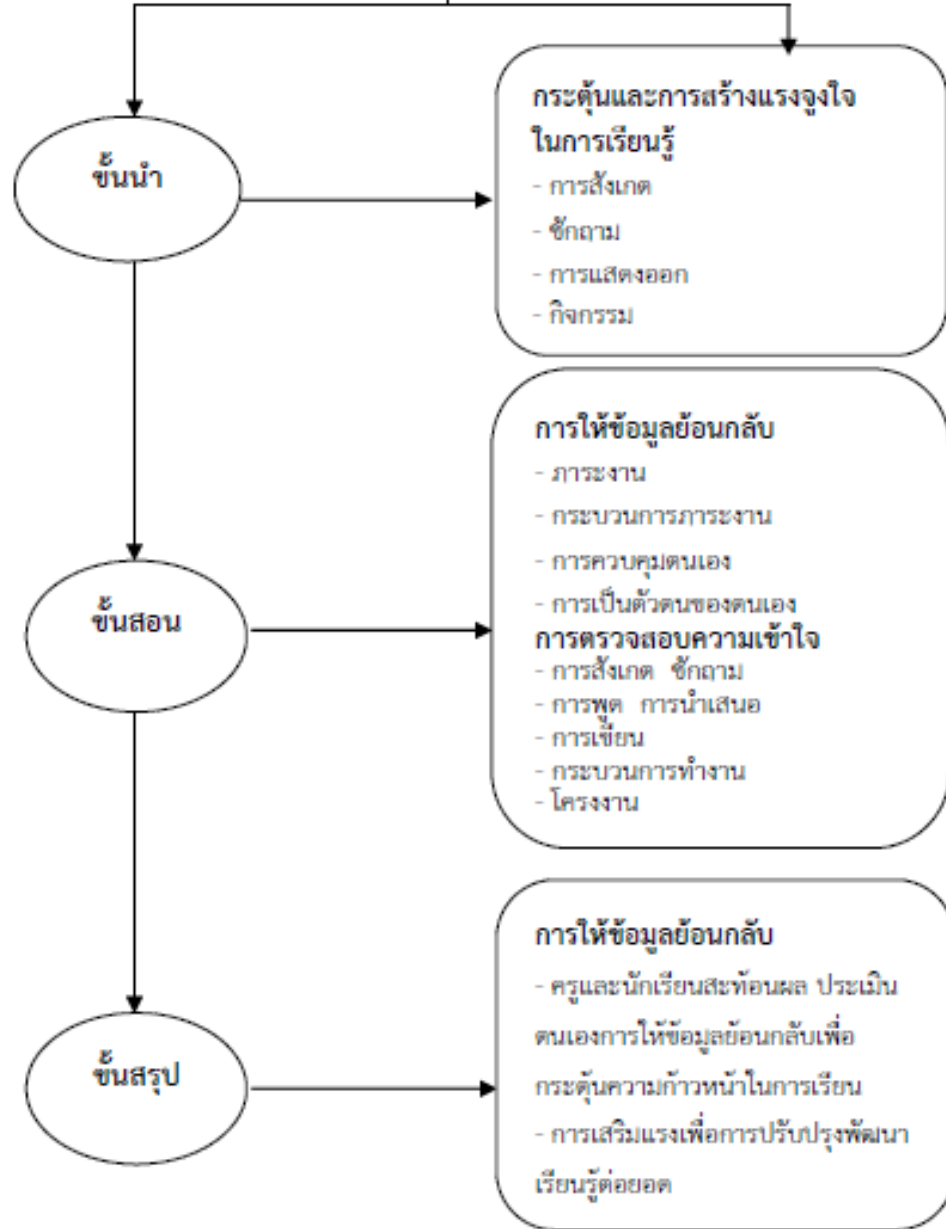 ขั้นนำ
กระตุ้นและการสร้างแรงจูงใจ
ในการเรียนรู้
- การสังเกต
- ซักถาม
- การแสดงออก
- กิจกรรม
ขั้นสอน
การให้ข้อมูลย้อนกลับ
- ภาระงาน
- กระบวนการภาระงาน
- การควบคุมตนเอง
- การเป็นตัวตนของตนเอง
การตรวจสอบความเข้าใจ
- การสังเกต ซักถาม
- การพูด การนำเสนอ
- การเขียน
- กระบวนการทำงาน
- โครงงาน
ขั้นสรุป
การให้ข้อมูลย้อนกลับ
- ครูและนักเรียนสะท้อนผล ประเมิน
ตนเองการให้ข้อมูลย้อนกลับเพื่อ
กระตุ้นความก้าวหน้าในการเรียน
- การเสริมแรงเพื่อการปรับปรุงพัฒนา
เรียนรู้ต่อยอด